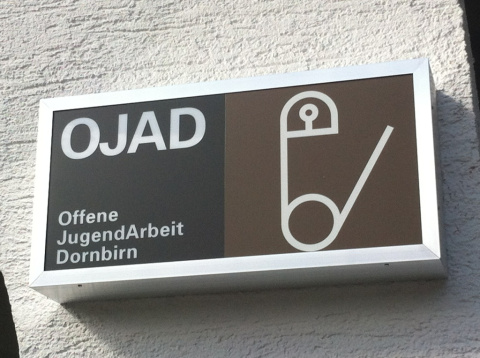 OJAD
Offene
JugendArbeit
Dornbirn